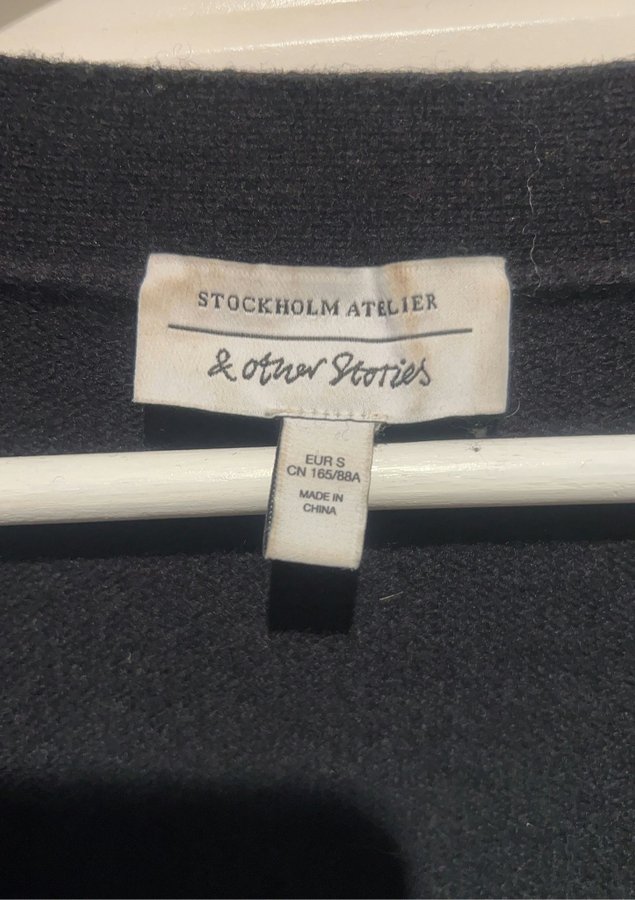 STOCKHOLM ATELIER
& other Stories
EUR S
CN 165/88A
MADE IN
CHINA